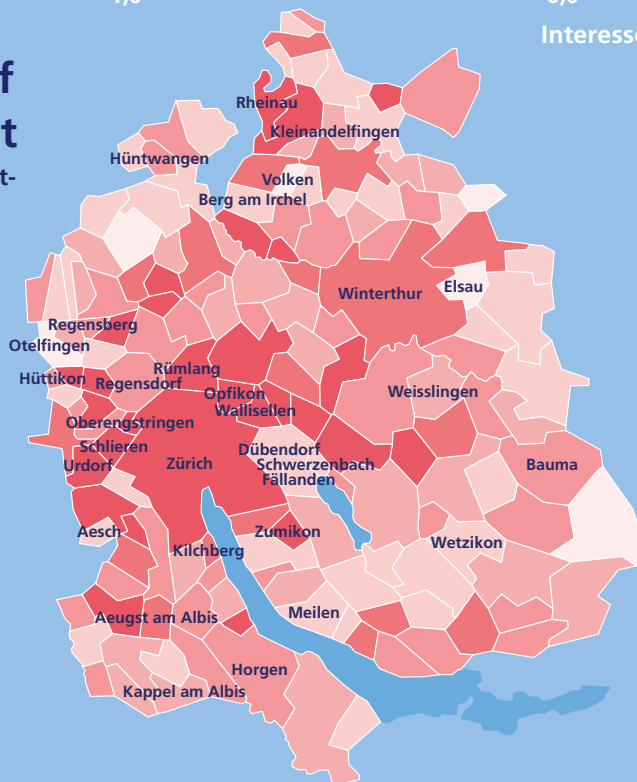 Interesse
f
t
t-
Rheinau
Kleinandelfingen
Hüntwangen
Volken
Berg am Irchel
Winterthur
Elsau
Regensberg
Otelfingen
Rümlang
Hüttikon
Regensdorf
Opfikon
Weisslingen
Wallisellen
Oberengstringen
Schlieren
Dübendorf
Urdorf
Zürich
Schwerzenbach
Bauma
Fällanden
Aesch
Zumikon
Kilchberg
Wetzikon
Aeugst am Albis
Meilen
Horgen
Kappel am Albis